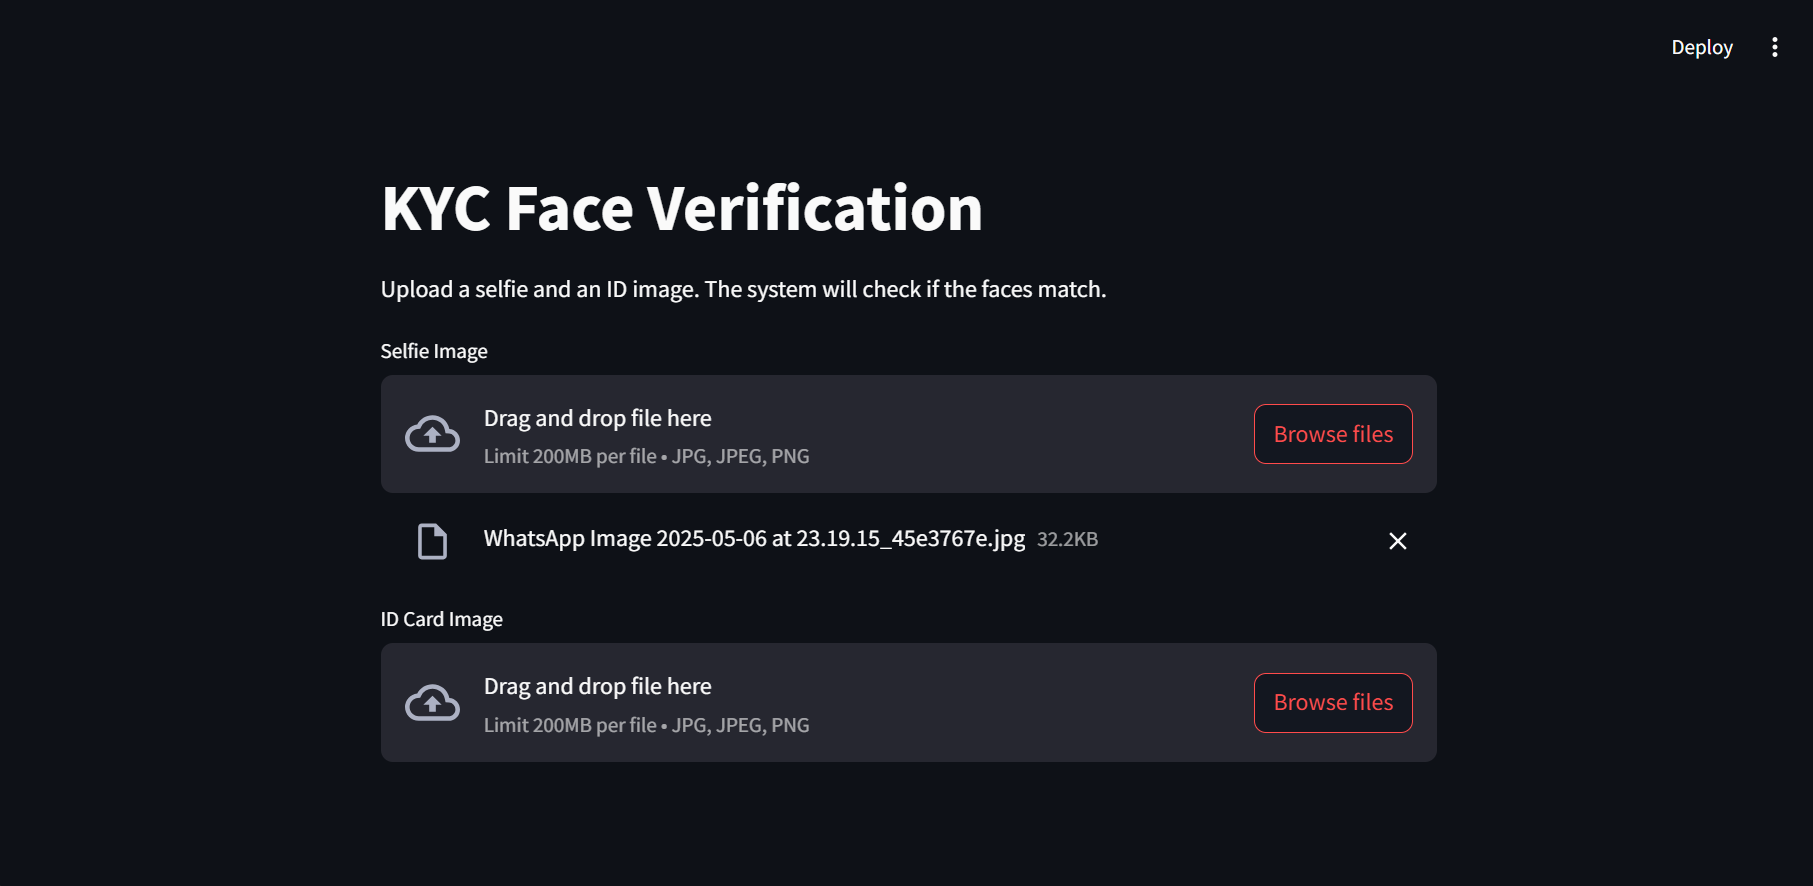 Deploy
KYC Face Verification
Upload a selfie and an ID image. The system will check if the faces match.
Selfie Image
Drag and drop file here
Limit 200MB per file • JPG, JPEG, PNG
Browse files
WhatsApp Image 2025-05-06 at 23.19.15_45e3767e.jpg 32.2KB
ID Card Image
Drag and drop file here
Limit 200MB per file • JPG, JPEG, PNG
Browse files